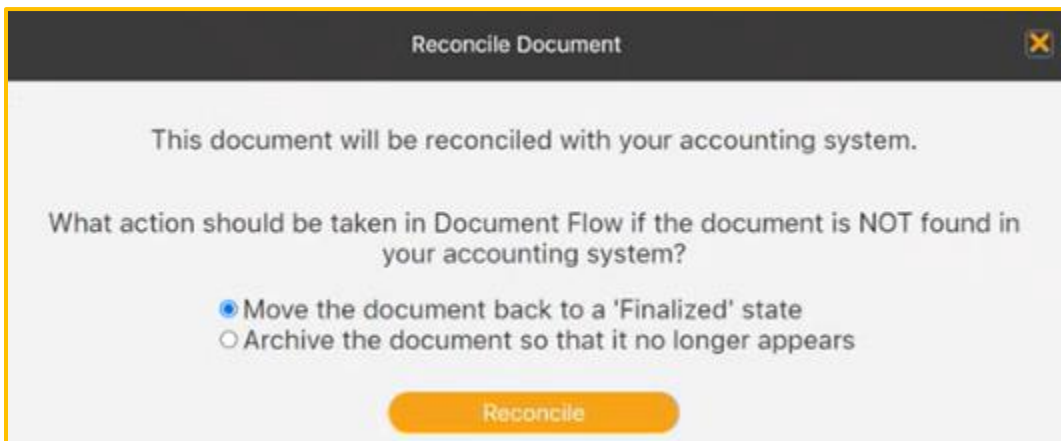 Reconcile Document
This document will be reconciled with your accounting system.
What action should be taken in Document Flow if the document is NOT found in
your accounting system?
Move the document back to a 'Finalized' state
Archive the document so that it no longer appears
Reconcile